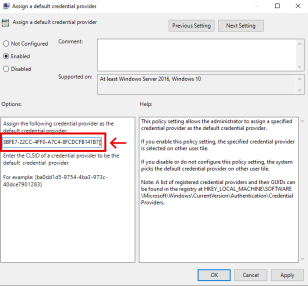 Assign a default credential provider
Assign a default credential provider
Previous Setting
Next Setting
Not Configured
Comment:
Enabled
Disabled
Supported on:
At least Windows Server 2016, Windows 10
Options:
Help:
Assign the following credential provider as the
default credential provider:
3BFE7-22CC-4FF0-A7C4-8FCDCFB141B7}
Enter the CLSID of a credential provider to be the
default credential provider.
For example {ba0dd1d5-9754-4ba3-973c-
40dce7901283}
This policy setting allows the administrator to assign a specified
credential provider as the default credential provider.
If you enable this policy setting, the specified credential provider
is selected on other user tile.
If you disable or do not configure this policy setting, the system
picks the default credential provider on other user tile.
Note: A list of registered credential providers and their GUIDs can
be found in the registry at HKEY_LOCAL_MACHINE\SOFTWARE
\Microsoft\Windows\CurrentVersion\Authentication\Credential
Providers.
OK
Cancel
Apply